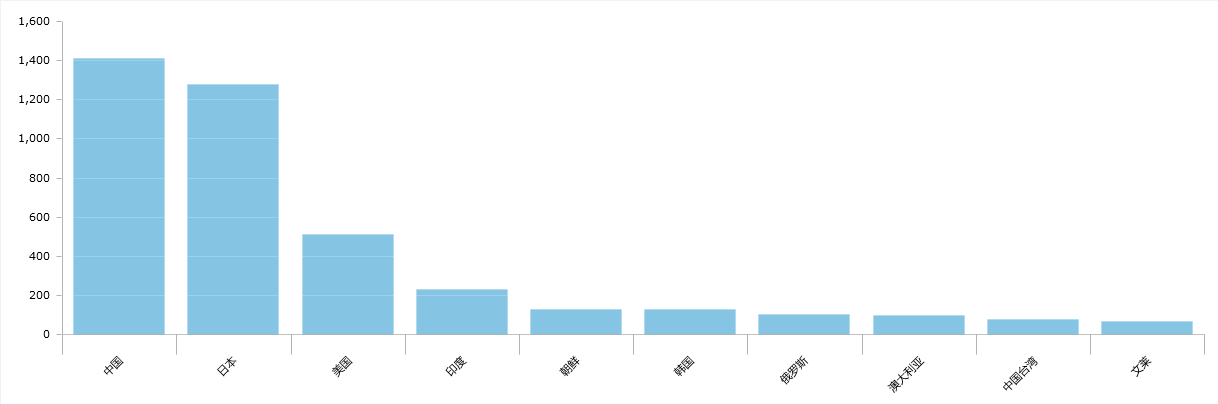 1,600
1,400
1,200
1,000
800
600
400
200
0
中国
日本
美国
印度
朝鲜
韩国
俄罗斯
澳大利亚
中国台湾
文莱